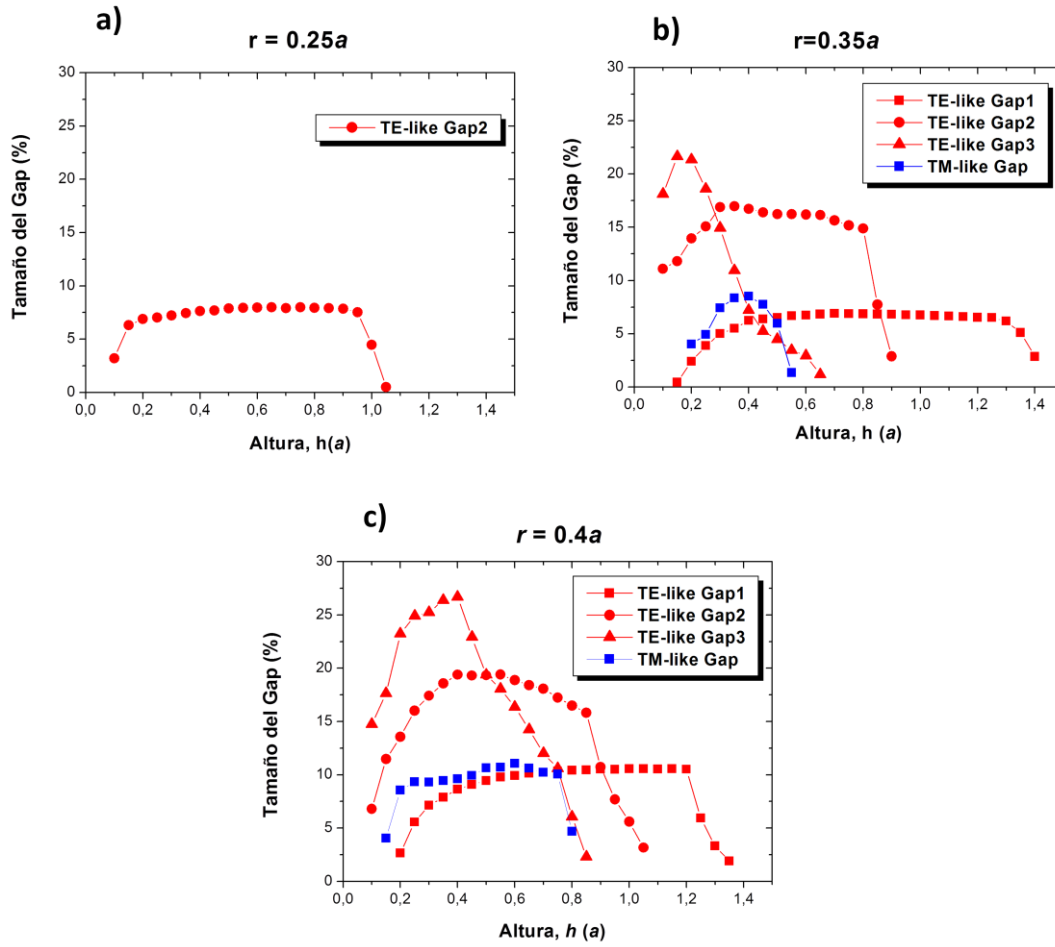 a)
r = 0.25a
TE-like Gap2
Tamaño del Gap (%)
30
25
20
15
10
5
0
0,0 0,2 0,4 0,6 0,8 1,0 1,2 1,4
Altura, h(a)
b)
r=0.35a
TE-like Gap1
TE-like Gap2
TE-like Gap3
TM-like Gap
Tamaño del Gap (%)
30
25
20
15
10
5
0
0,0 0,2 0,4 0,6 0,8 1,0 1,2 1,4
Altura, h (a)
c)
r = 0.4a
TE-like Gap1
TE-like Gap2
TE-like Gap3
TM-like Gap
Tamaño del Gap (%)
30
25
20
15
10
5
0
0,0 0,2 0,4 0,6 0,8 1,0 1,2 1,4
Altura, h (a)